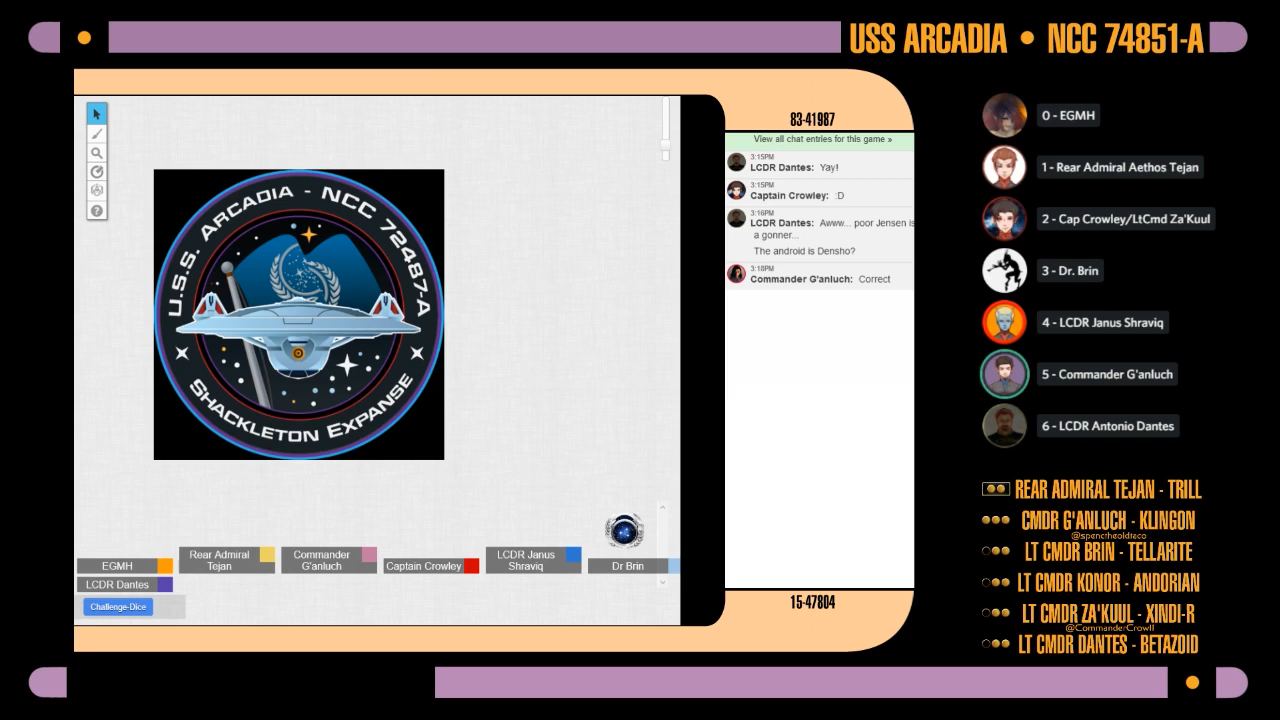 USS ARCADIA • NCC 74851-A
83-41987
View all chat entries for this game »
3:15PM
LCDR Dantes: Yay!
3:15PM
Captain Crowley: :D
3:16PM
LCDR Dantes: Awww... poor Jensen is
a gonner...
The android is Densho?
3:18PM
Commander G'anluch: Correct
15-47804
U.S.S. ARCADIA - NCC 72487-A
SHACKLETON EXPANSE
EGMH
Rear Admiral
Tejan
Commander
G'anluch
Captain Crowley
LCDR Janus
Shraviq
Dr Brin
LCDR Dantes
Challenge-Dice
0 - EGMH
1 - Rear Admiral Aethos Tejan
2 - Cap Crowley/LtCmd Za'Kuul
3 - Dr. Brin
4 - LCDR Janus Shraviq
5 - Commander G'anluch
6 - LCDR Antonio Dantes
REAR ADMIRAL TEJAN - TRILL
CMDR G'ANLUCH - KLINGON
@spenctheoldtaco
LT CMDR BRIN - TELLARITE
LT CMDR KONOR - ANDORIAN
LT CMDR ZA'KUUL - XINDI-R
@CommanderCrowll
LT CMDR DANTES - BETAZOID